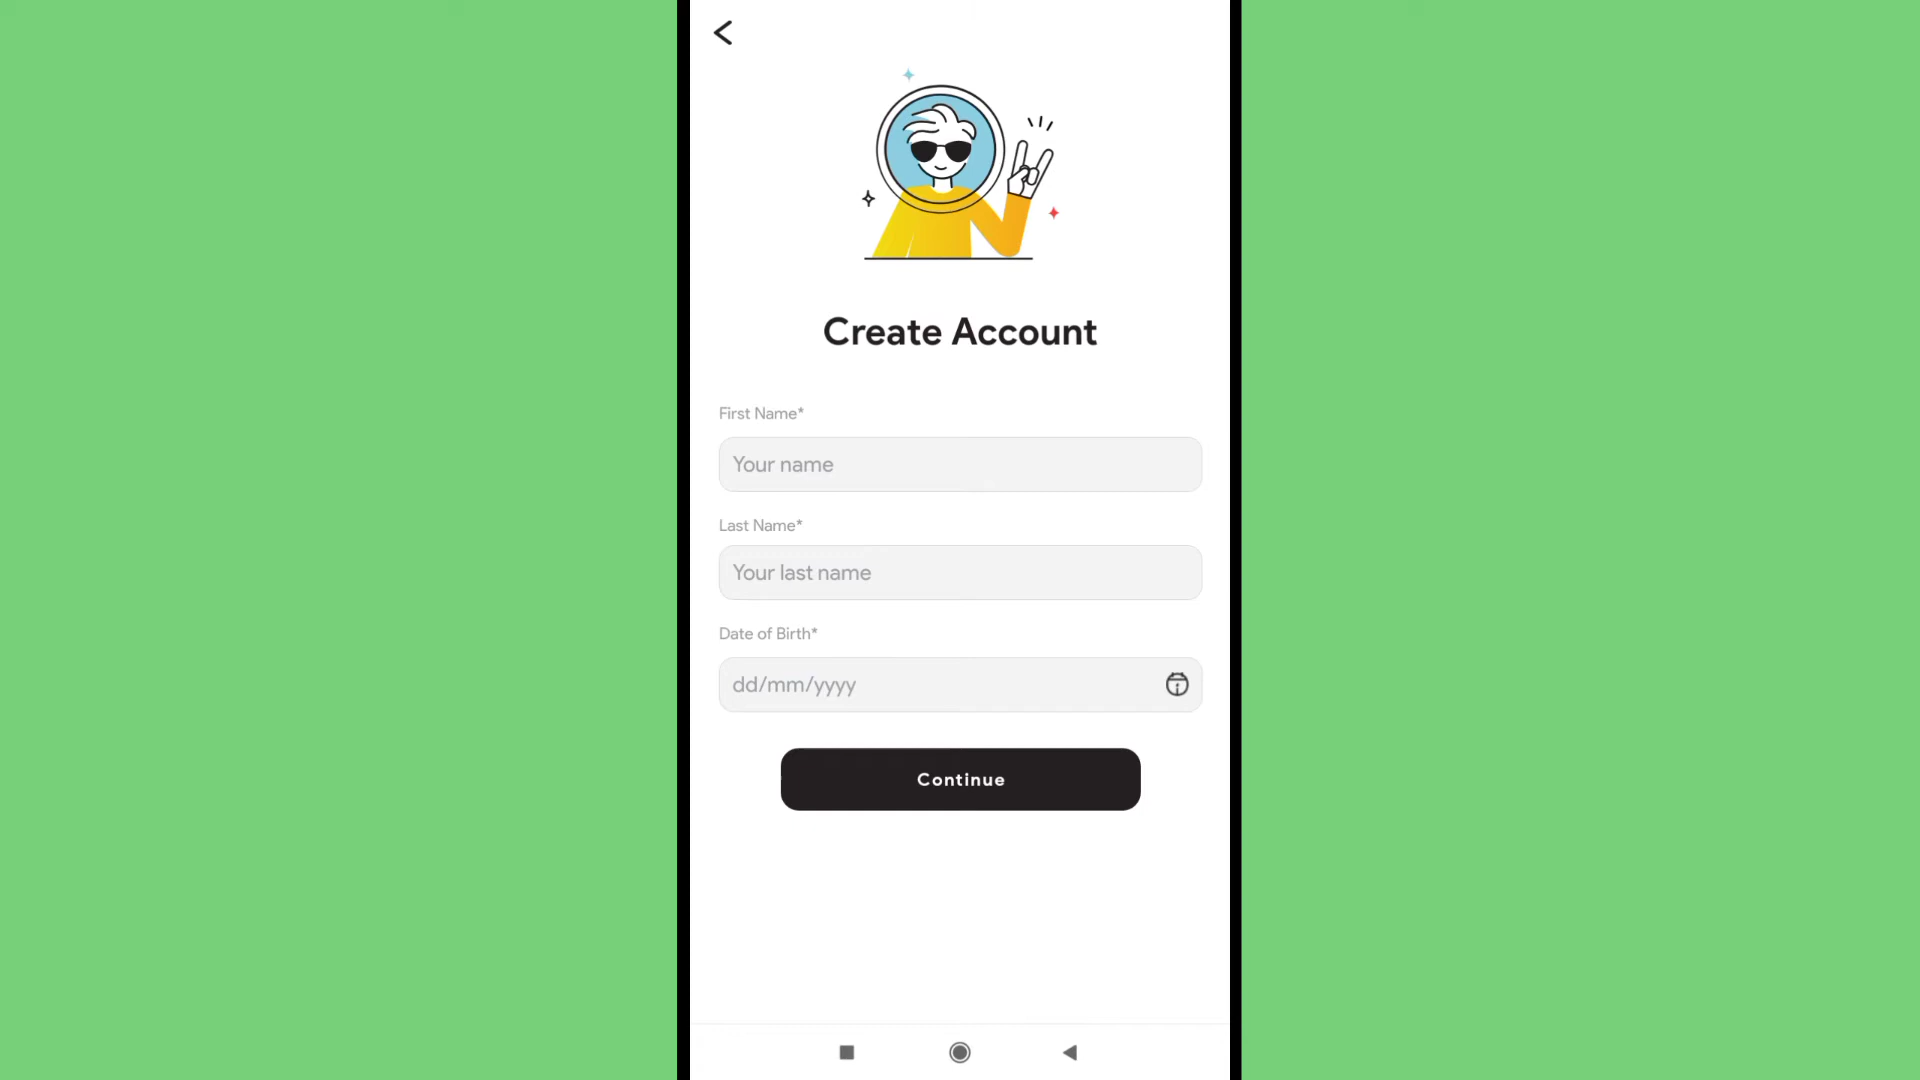 Create Account
First Name*
Your name
Last Name*
Your last name
Date of Birth*
dd/mm/yyyy
Continue